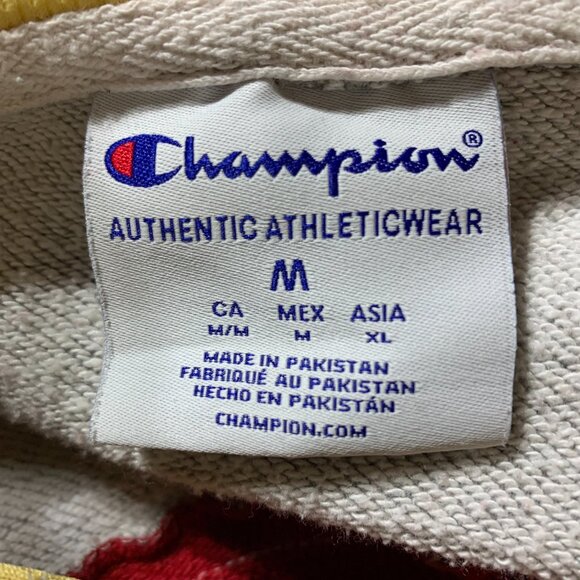 Champion®
AUTHENTIC ATHLETICWEAR
M
CA MEX ASIA
M/M M XL
MADE IN PAKISTAN
FABRIQUÉ AU PAKISTAN
HECHO EN PAKISTÁN
CHAMPION.COM